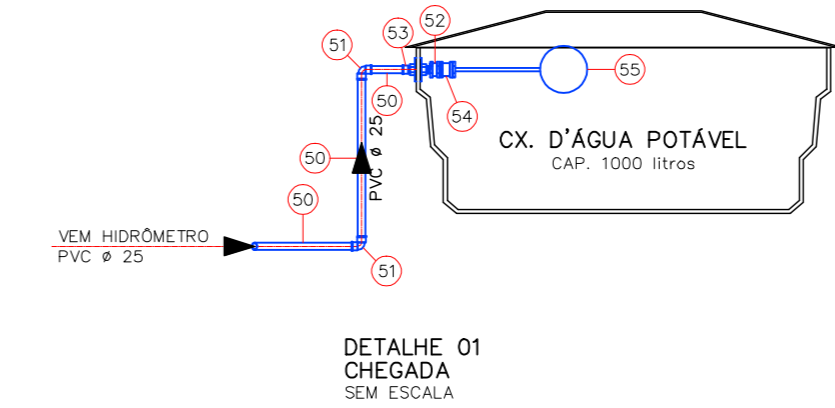 51
53
52
50
54
55
CX. D'ÁGUA POTÁVEL
CAP. 1000 litros
50
PVC ø 25
50
VEM HIDRÔMETRO
PVC ø 25
51
DETALHE 01
CHEGADA
SEM ESCALA